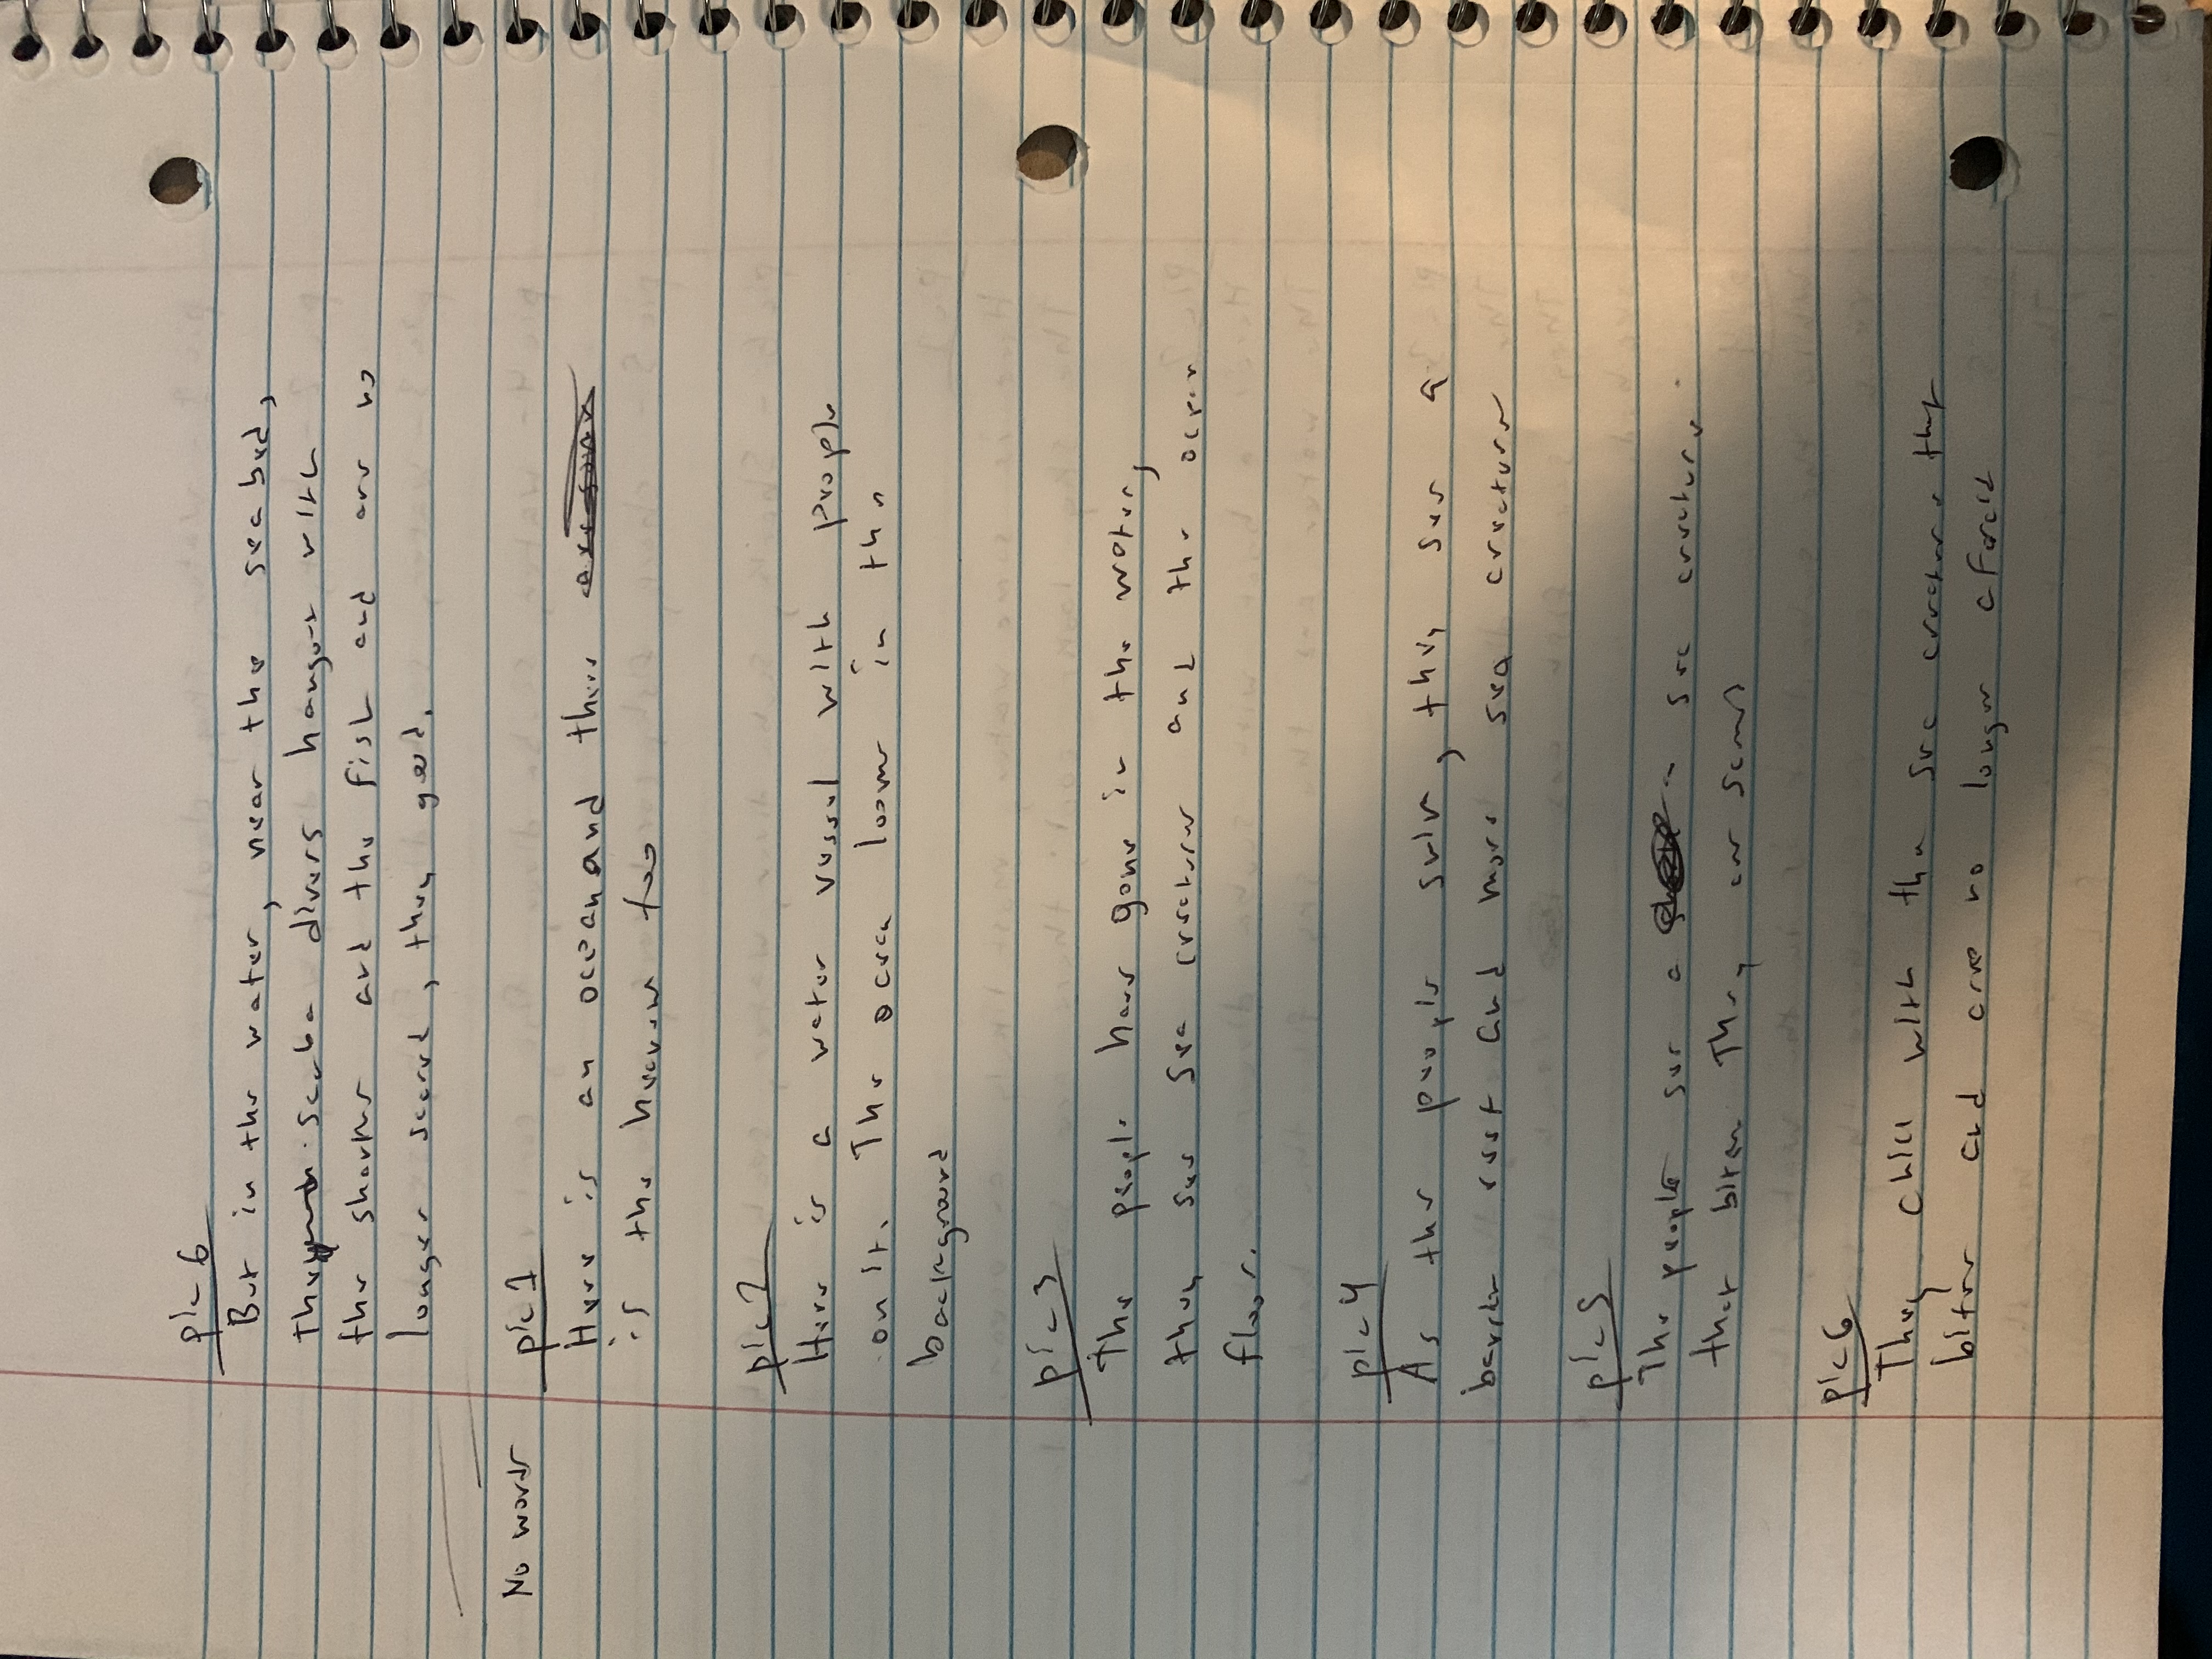 pic 6
But in the water, near the sea bed,
The scuba divers hangout with
the sharks and the fish and are no
longer scared, they good.
No words
pic 1
Here is an ocean and there
is the heaven too
pic 2
Here is a water vessel with people
on it. The ocean looms in the
background
pic 3
The people have gone in the water,
they see sea creatures and the ocean
floor.
pic 4
As the people swim, they see a
barrier reef and more sea creatures
pic 5
The people see a sea creature
that bites. They are scared
pic 6
They chill with the sea creatures that
bites and are no longer afraid